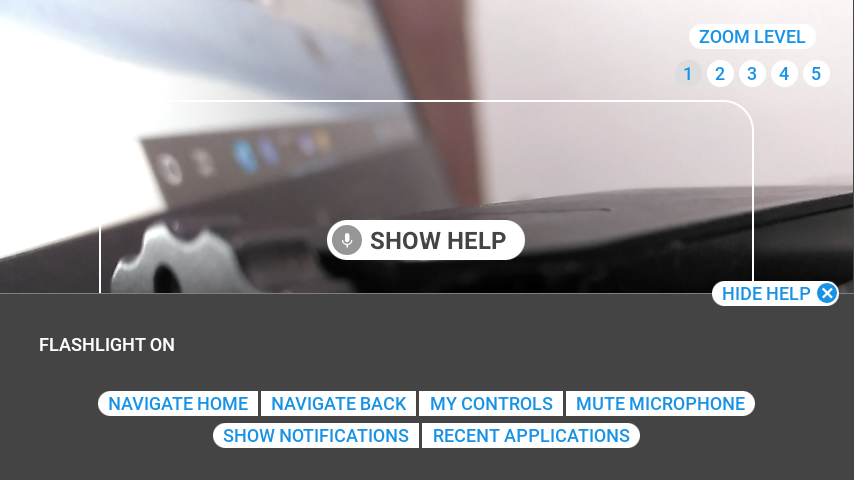 ZOOM LEVEL
1 2 3 4 5
SHOW HELP
HIDE HELP
FLASHLIGHT ON
NAVIGATE HOME NAVIGATE BACK MY CONTROLS MUTE MICROPHONE
SHOW NOTIFICATIONS RECENT APPLICATIONS